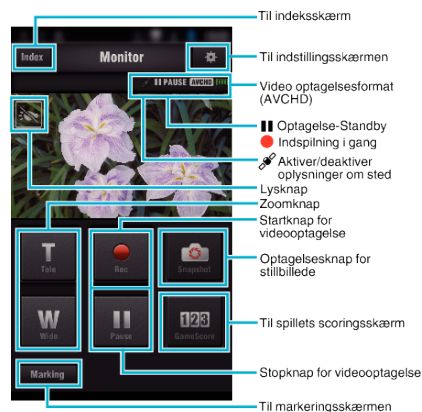 Til indeksskærm
Index
Monitor
Til indstillingsskærmen
PAUSE AVCHD
Video optagelsesformat
(AVCHD)
Optagelse-Standby
Indspilning i gang
Aktiver/deaktiver
oplysninger om sted
Lysknap
Zoomknap
Startknap for
videooptagelse
T
Tele
Rec
Snapshot
Optagelsesknap for
stillbillede
W
Wide
Pause
123
GameScore
Til spillets scoringsskærm
Marking
Stopknap for videooptagelse
Til markeringsskærmen